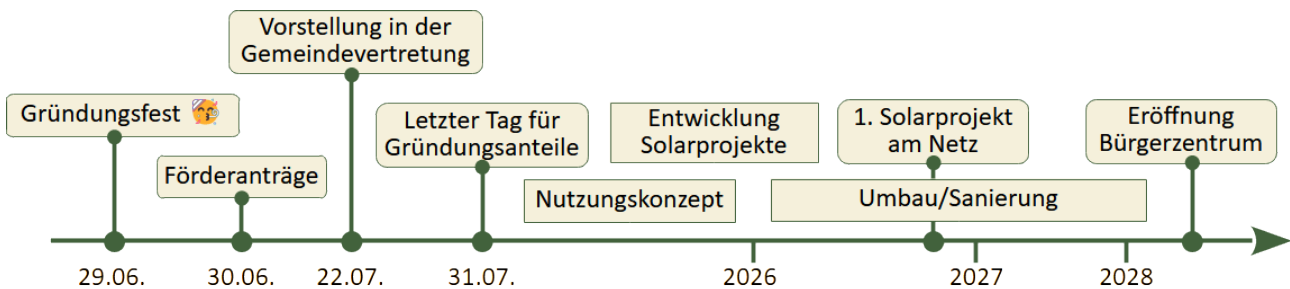 Vorstellung in der
Gemeindevertretung
Gründungsfest 🥳
Letzter Tag für
Gründungsanteile
Entwicklung
Solarprojekte
1. Solarprojekt
am Netz
Eröffnung
Bürgerzentrum
Förderanträge
Nutzungskonzept
Umbau/Sanierung
29.06.
30.06.
22.07.
31.07.
2026
2027
2028